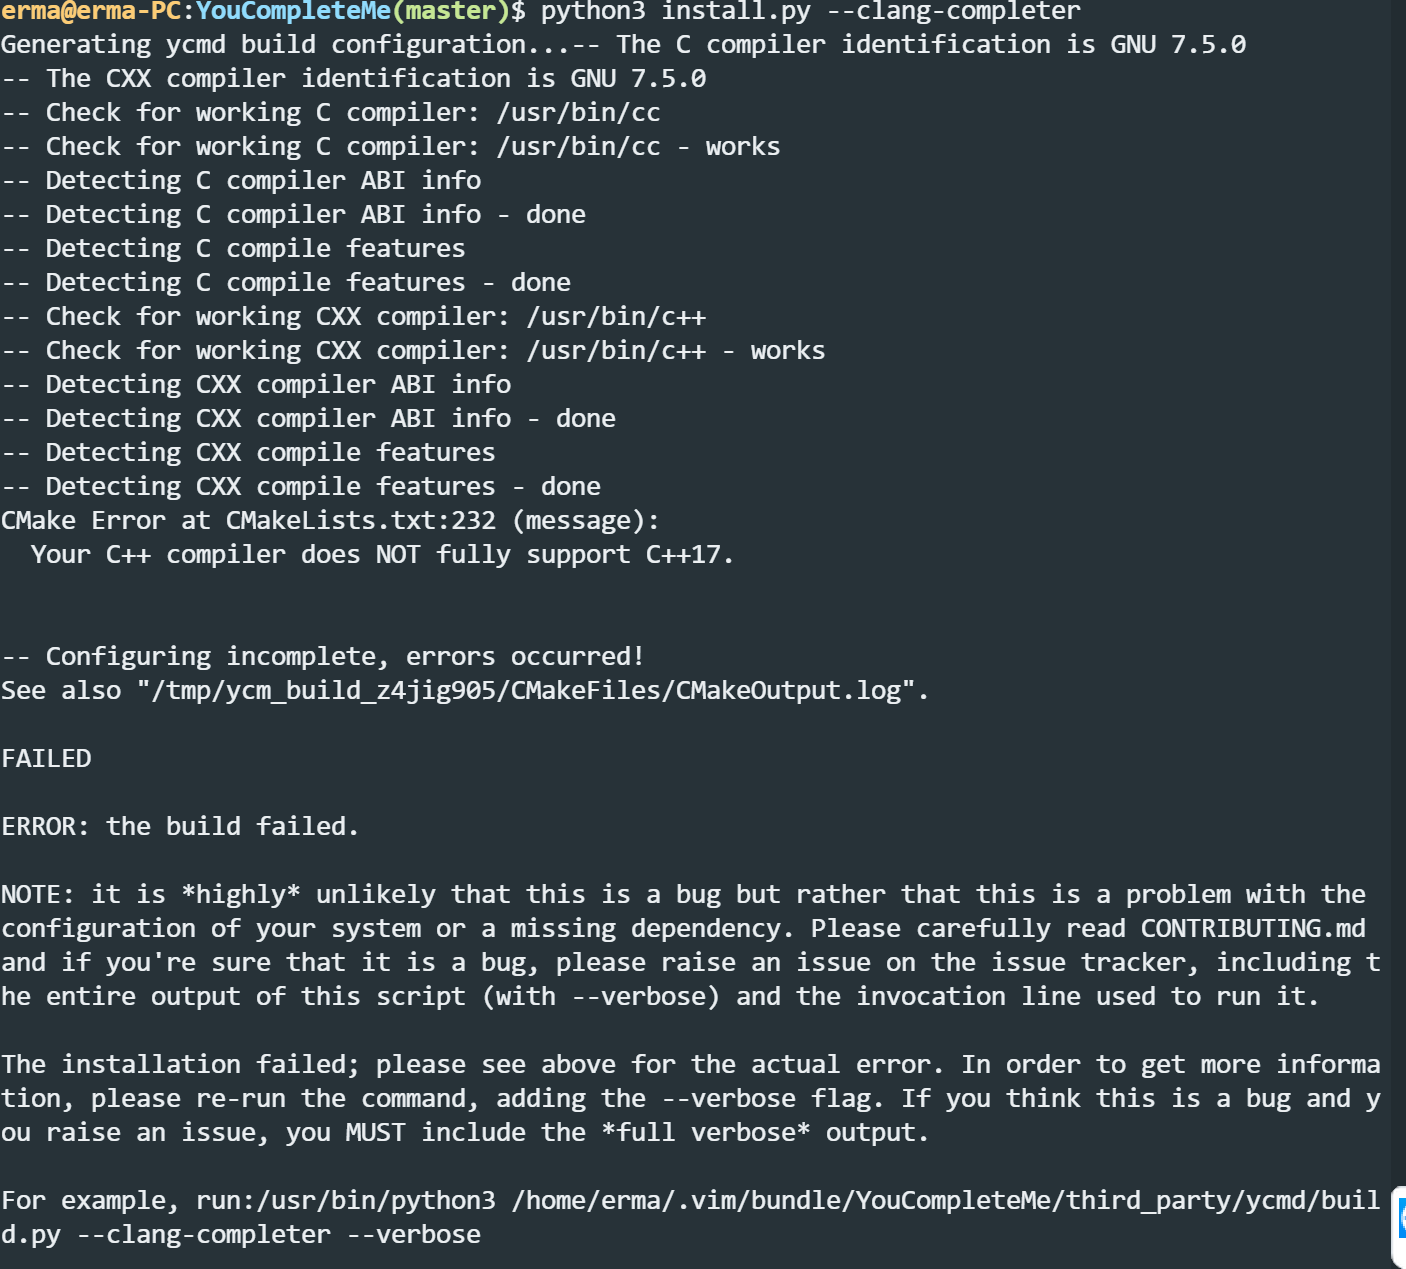 erma@erma-PC:YouCompleteMe(master)$ python3 install.py --clang-completer
Generating ycmd build configuration...-- The C compiler identification is GNU 7.5.0
-- The CXX compiler identification is GNU 7.5.0
-- Check for working C compiler: /usr/bin/cc
-- Check for working C compiler: /usr/bin/cc - works
-- Detecting C compiler ABI info
-- Detecting C compiler ABI info - done
-- Detecting C compile features
-- Detecting C compile features - done
-- Check for working CXX compiler: /usr/bin/c++
-- Check for working CXX compiler: /usr/bin/c++ - works
-- Detecting CXX compiler ABI info
-- Detecting CXX compiler ABI info - done
-- Detecting CXX compile features
-- Detecting CXX compile features - done
CMake Error at CMakeLists.txt:232 (message):
  Your C++ compiler does NOT fully support C++17.
-- Configuring incomplete, errors occurred!
See also "/tmp/ycm_build_z4jig905/CMakeFiles/CMakeOutput.log".
FAILED
ERROR: the build failed.
NOTE: it is *highly* unlikely that this is a bug but rather that this is a problem with the
configuration of your system or a missing dependency. Please carefully read CONTRIBUTING.md
and if you're sure that it is a bug, please raise an issue on the issue tracker, including t
he entire output of this script (with --verbose) and the invocation line used to run it.
The installation failed; please see above for the actual error. In order to get more informa
tion, please re-run the command, adding the --verbose flag. If you think this is a bug and y
ou raise an issue, you MUST include the *full verbose* output.
For example, run:/usr/bin/python3 /home/erma/.vim/bundle/YouCompleteMe/third_party/ycmd/buil
d.py --clang-completer --verbose